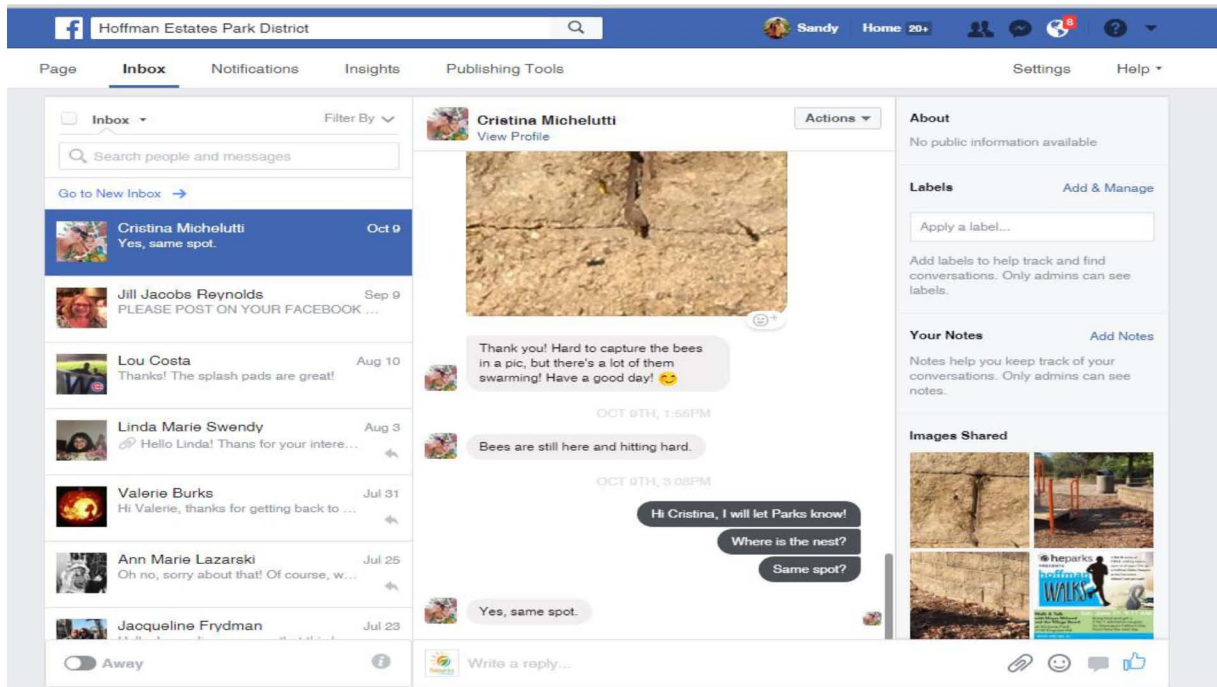 f Hoffman Estates Park District
Sandy Home 20+ 8 ?
Page Inbox Notifications Insights Publishing Tools Settings Help
Inbox Filter By
Search people and messages
Go to New Inbox →
Cristina Michelutti Oct 9
Yes, same spot.
Jill Jacobs Reynolds Sep 9
PLEASE POST ON YOUR FACEBOOK ...
Lou Costa Aug 10
Thanks! The splash pads are great!
Linda Marie Swendy Aug 3
Hello Linda! Thans for your intere...
Valerie Burks Jul 31
Hi Valerie, thanks for getting back to ...
Ann Marie Lazarski Jul 25
Oh no, sorry about that! Of course, w...
Jacqueline Frydman Jul 23
Away
Cristina Michelutti
View Profile
Actions
Thank you! Hard to capture the bees
in a pic, but there's a lot of them
swarming! Have a good day! 😊
OCT 9TH, 1:55PM
Bees are still here and hitting hard.
OCT 9TH, 3:08PM
Hi Cristina, I will let Parks know!
Where is the nest?
Same spot?
Yes, same spot.
Write a reply...
About
No public information available
Labels Add & Manage
Apply a label...
Add labels to help track and find
conversations. Only admins can see
labels.
Your Notes Add Notes
Notes help you keep track of your
conversations. Only admins can see
notes.
Images Shared
heparks
hoffman
WALKS